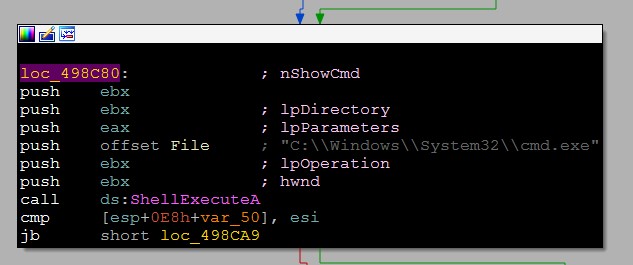 loc_498C80: ; nShowCmd
push ebx
push ebx ; lpDirectory
push eax ; lpParameters
push offset File ; "C:\\Windows\\System32\\cmd.exe"
push ebx ; lpOperation
push ebx ; hwnd
call ds:ShellExecuteA
cmp [esp+0E8h+var_50], esi
jb short loc_498CA9